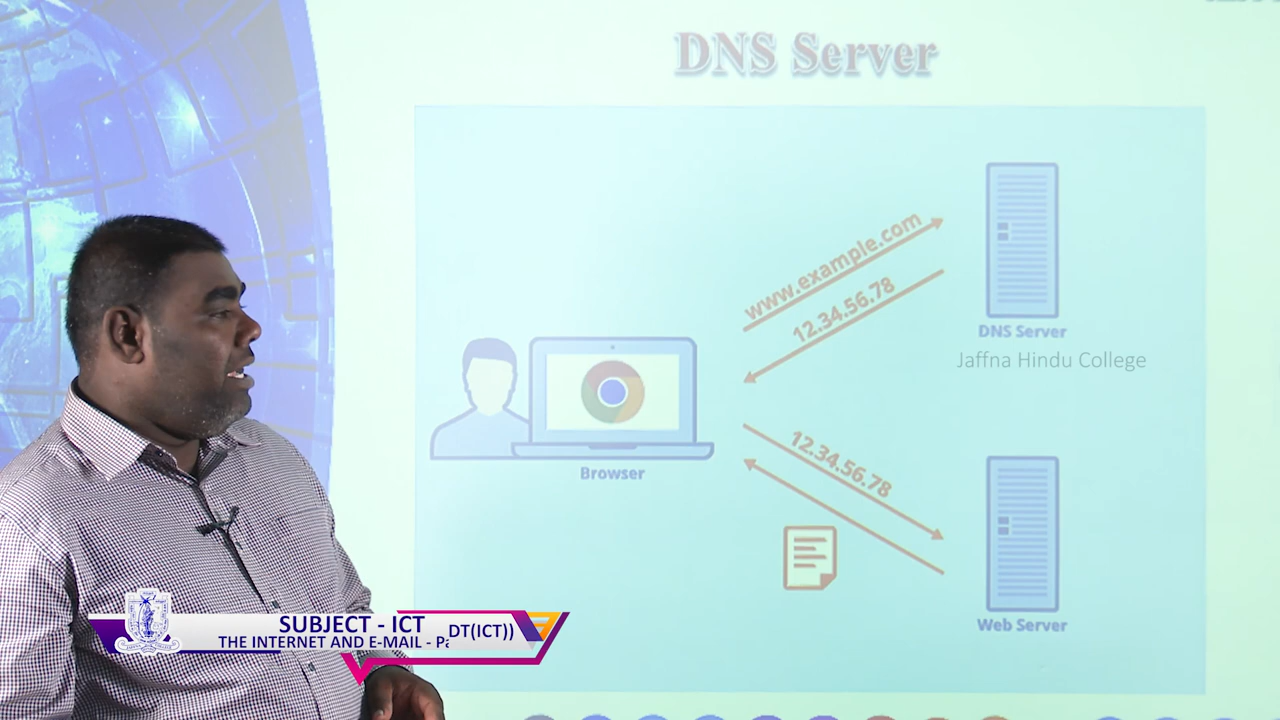 DNS Server
www.example.com
12.34.56.78
DNS Server
Jaffna Hindu College
12.34.56.78
Browser
Web Server
SUBJECT - ICT
DT(ICT))
THE INTERNET AND E-MAIL - Pa